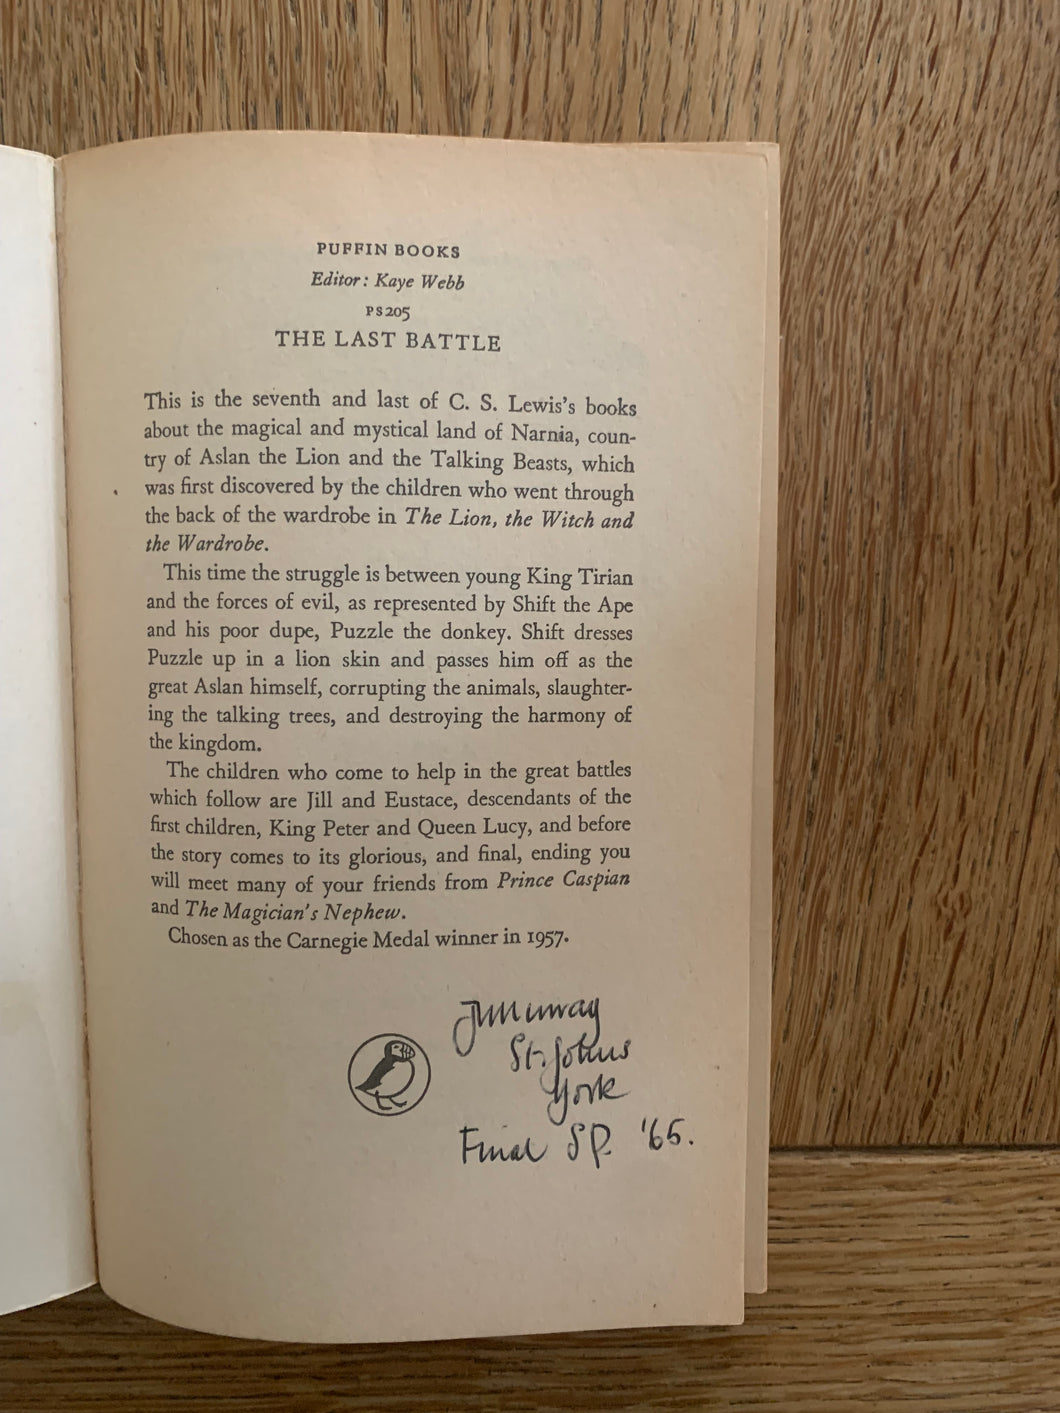 PUFFIN BOOKS
Editor: Kaye Webb
PS205
THE LAST BATTLE
This is the seventh and last of C. S. Lewis's books
about the magical and mystical land of Narnia, coun-
try of Aslan the Lion and the Talking Beasts, which
was first discovered by the children who went through
the back of the wardrobe in The Lion, the Witch and
the Wardrobe.
This time the struggle is between young King Tirian
and the forces of evil, as represented by Shift the Ape
and his poor dupe, Puzzle the donkey. Shift dresses
Puzzle up in a lion skin and passes him off as the
great Aslan himself, corrupting the animals, slaughter-
ing the talking trees, and destroying the harmony of
the kingdom.
The children who come to help in the great battles
which follow are Jill and Eustace, descendants of the
first children, King Peter and Queen Lucy, and before
the story comes to its glorious, and final, ending you
will meet many of your friends from Prince Caspian
and The Magician's Nephew.
Chosen as the Carnegie Medal winner in 1957.
St. Johns
York
Final SP. '65.